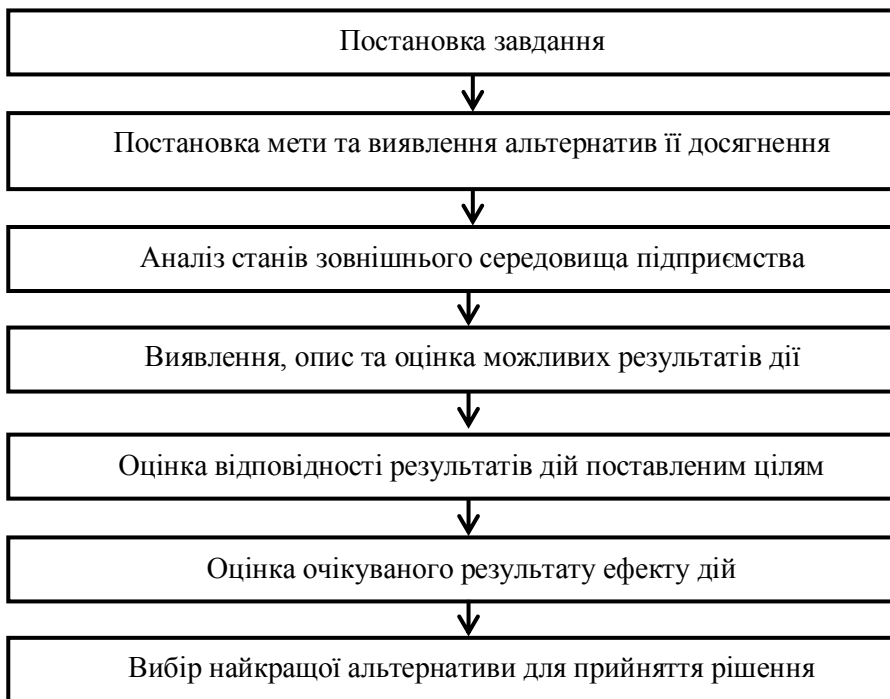 Постановка завдання
Постановка мети та виявлення альтернатив її досягнення
Аналіз станів зовнішнього середовища підприємства
Виявлення, опис та оцінка можливих результатів дії
Оцінка відповідності результатів дій поставленим цілям
Оцінка очікуваного результату ефекту дій
Вибір найкращої альтернативи для прийняття рішення